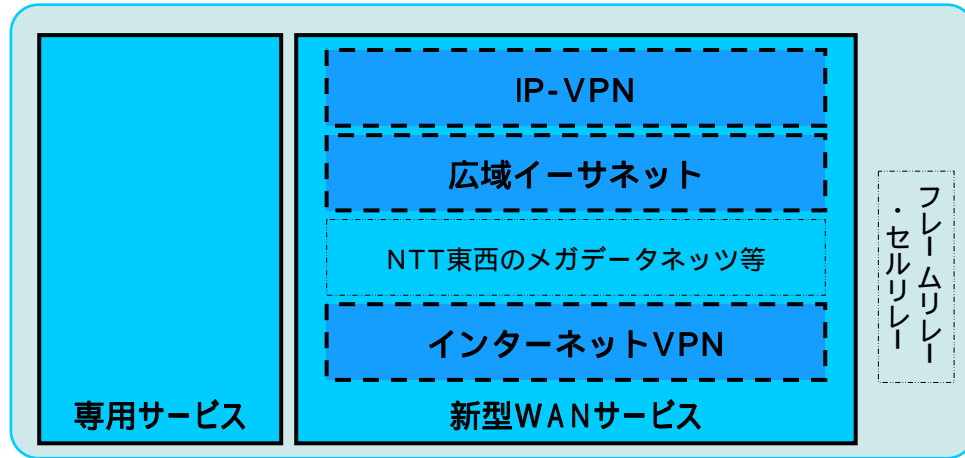 IP-VPN
広域イーサネット
NTT東西のメガデータネッツ等
インターネットVPN
専用サービス
新型WANサービス
フレームリレー
・セルリレー